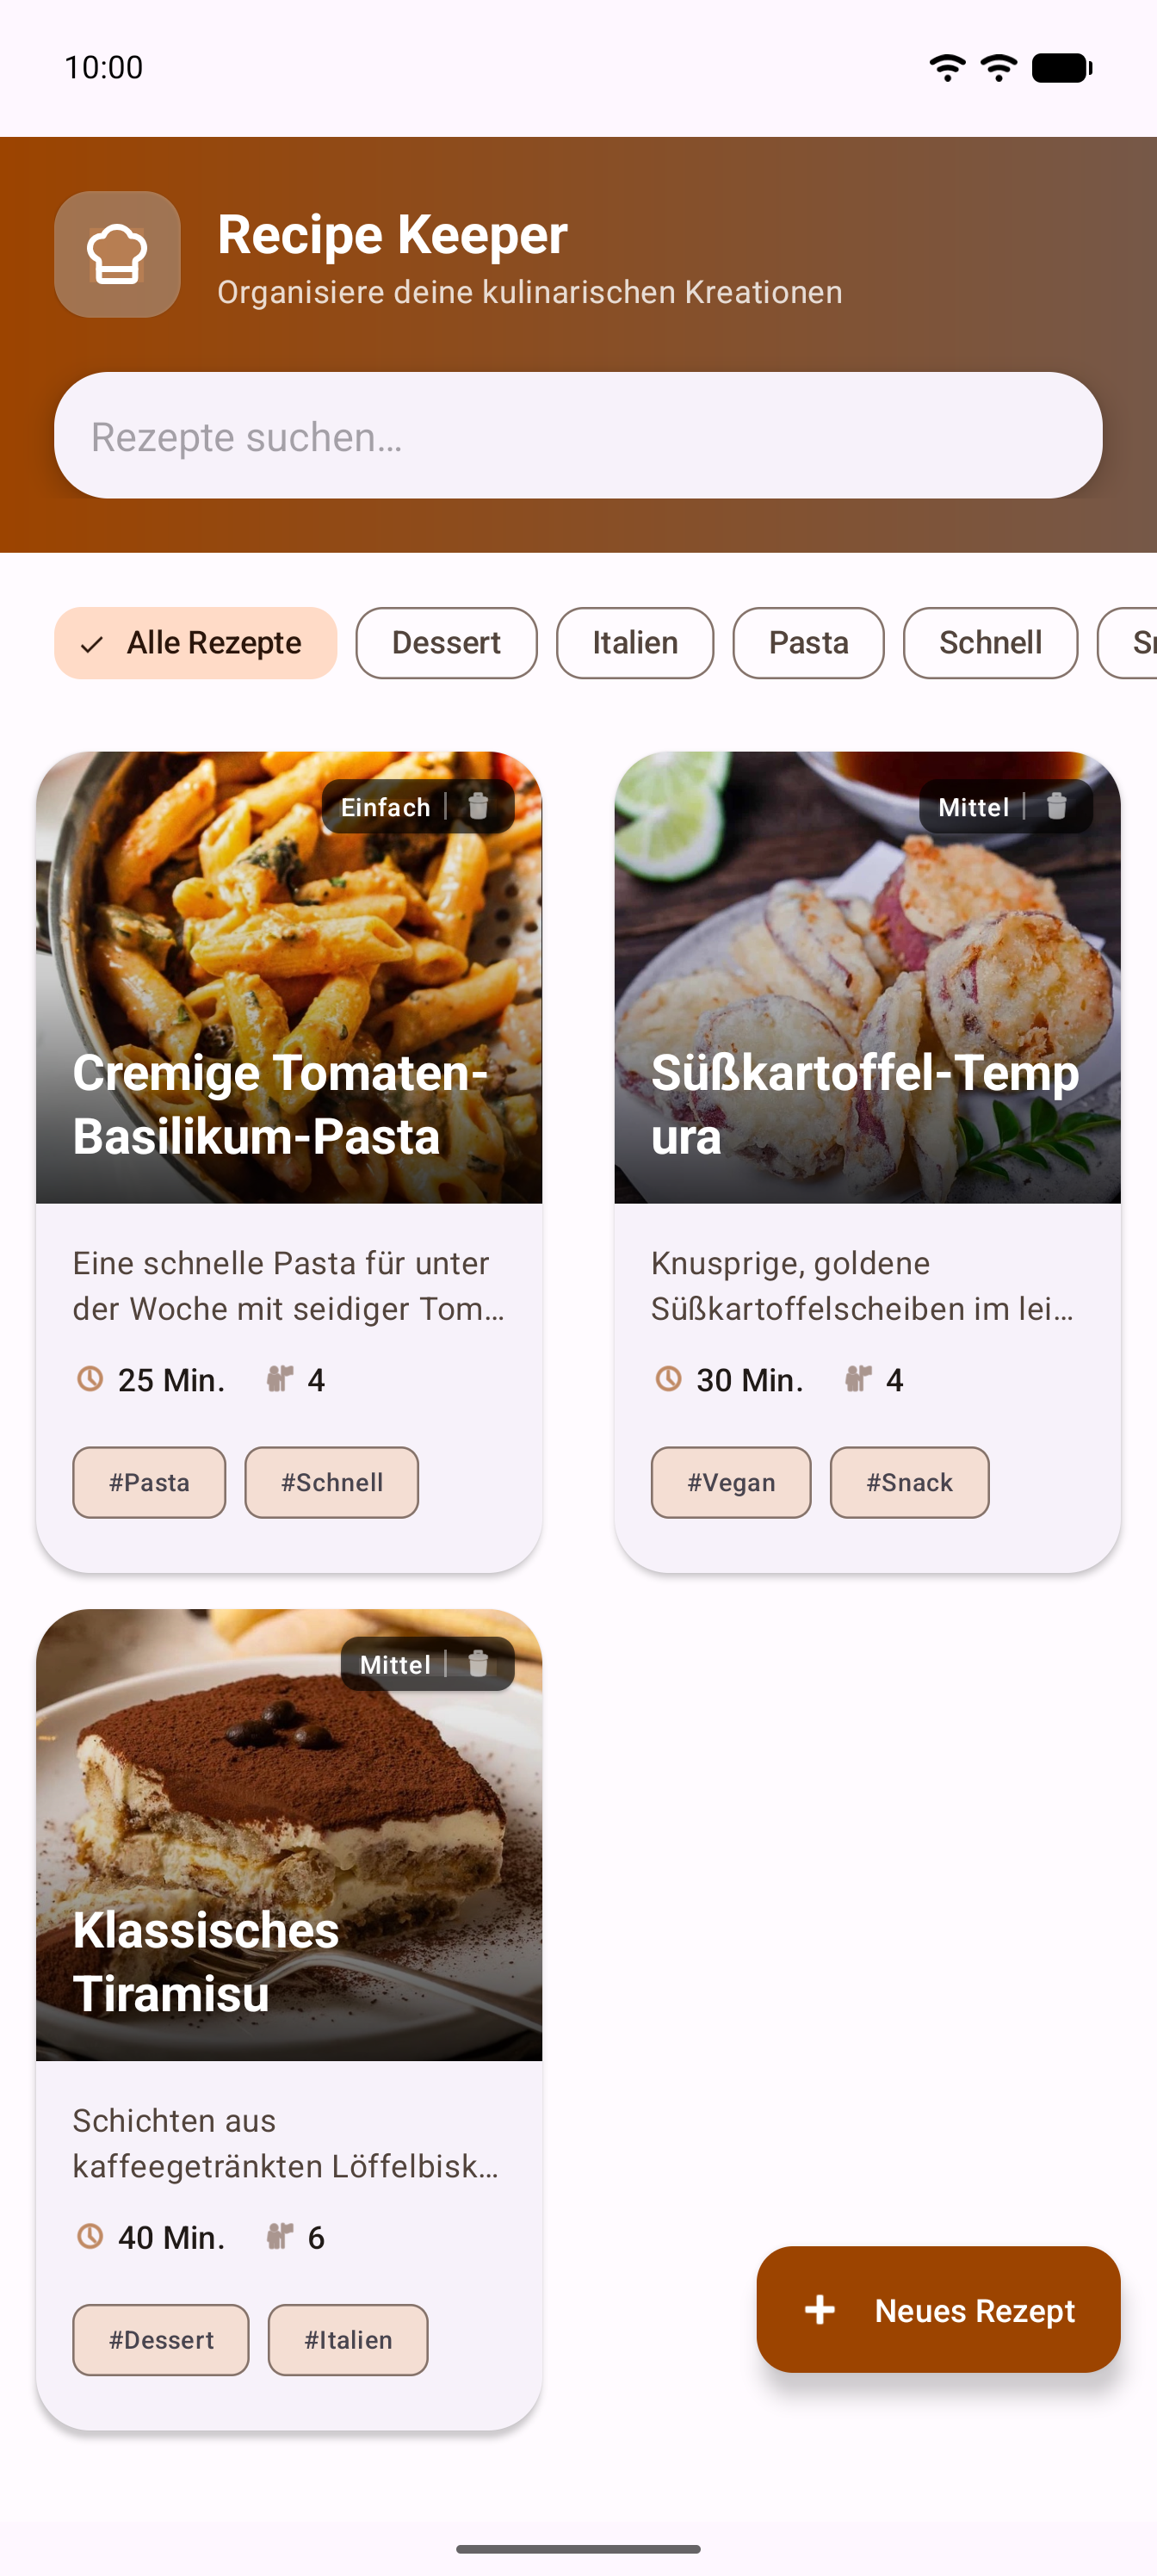 10:00
Recipe Keeper
Organisiere deine kulinarischen Kreationen
Rezepte suchen...
Alle Rezepte
Dessert
Italien
Pasta
Schnell
Einfach
Cremige Tomaten-
Basilikum-Pasta
Eine schnelle Pasta für unter
der Woche mit seidiger Tom...
25 Min.
4
#Pasta
#Schnell
Mittel
Süßkartoffel-Temp
ura
Knusprige, goldene
Süßkartoffelscheiben im lei...
30 Min.
4
#Vegan
#Snack
Mittel
Klassisches
Tiramisu
Schichten aus
kaffeegetränkten Löffelbisk...
40 Min.
6
#Dessert
#Italien
Neues Rezept